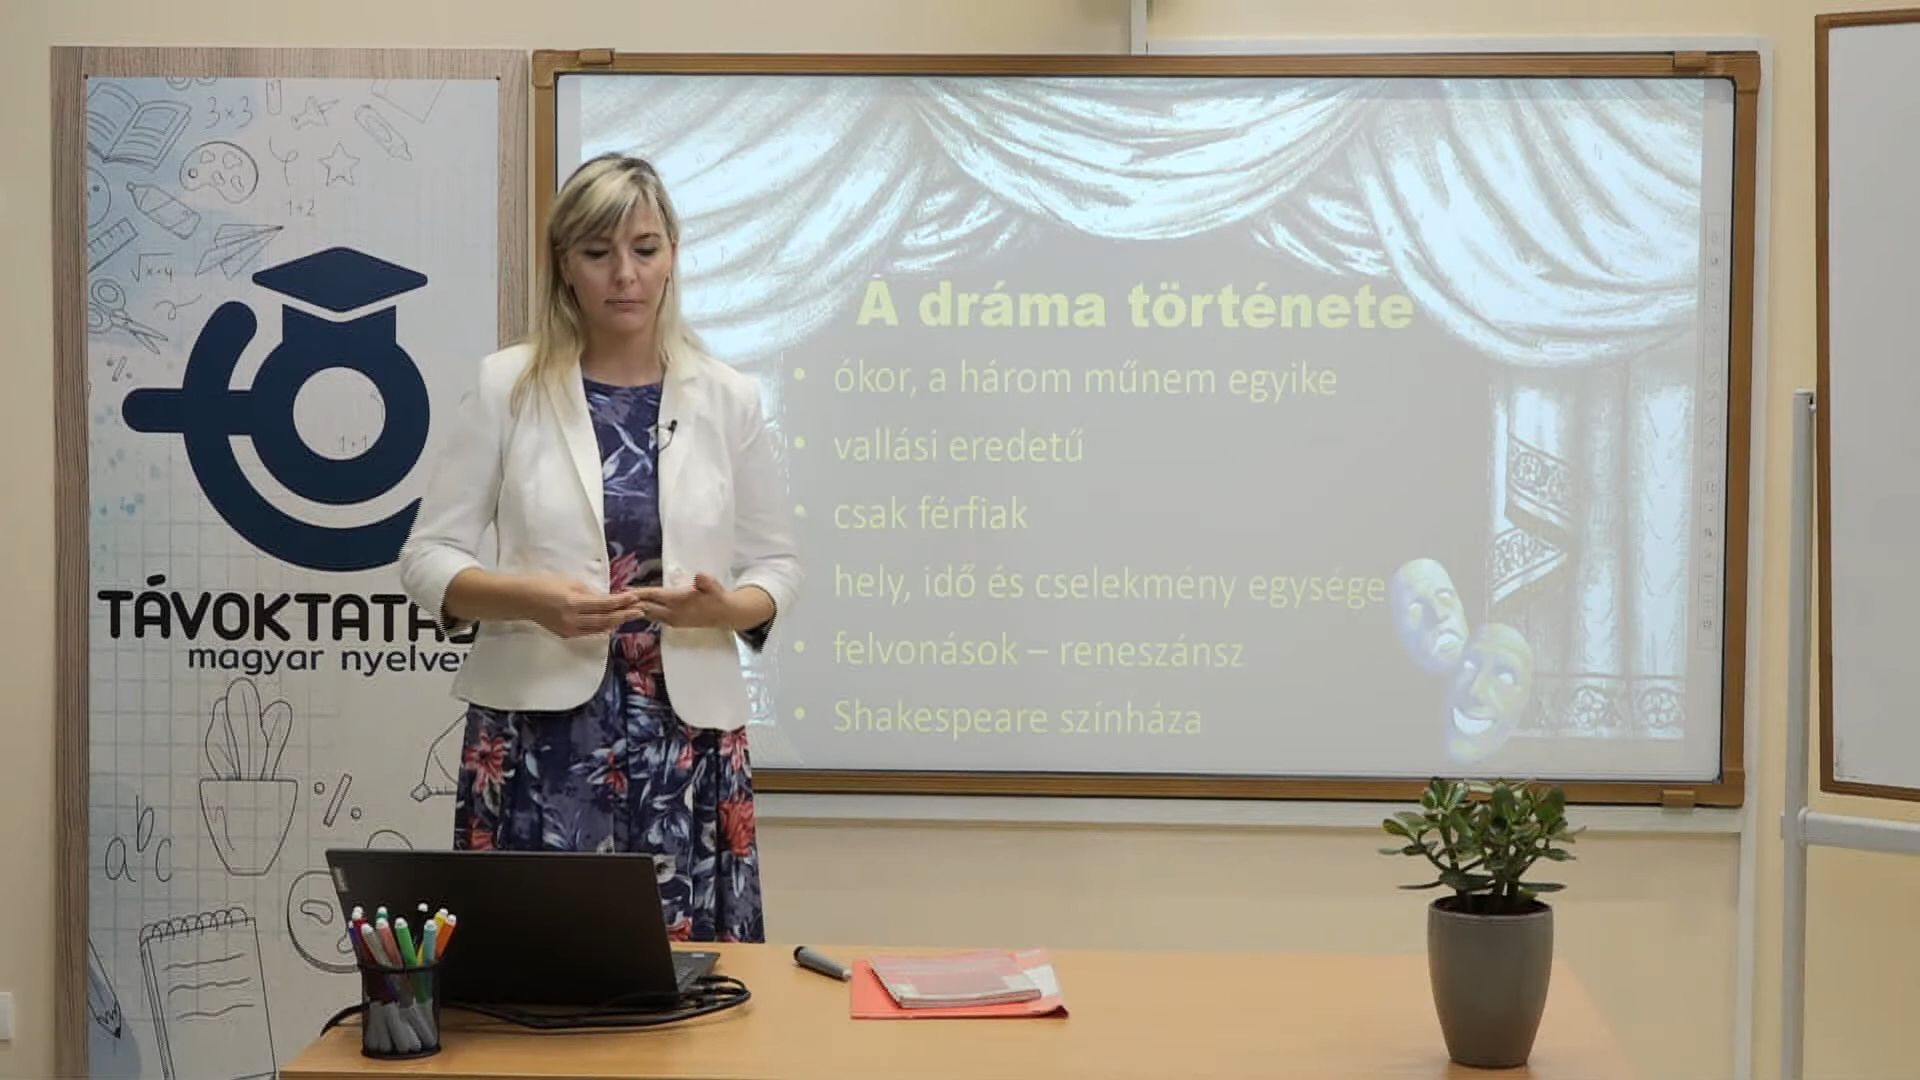 3×3
1+2
√x+4
1+1
TÁVOKTATÁS
magyar nyelven
abc
A dráma története
• ókor, a három műnem egyike
• vallási eredetű
• csak férfiak
hely, idő és cselekmény egysége
• felvonások – reneszánsz
• Shakespeare színháza